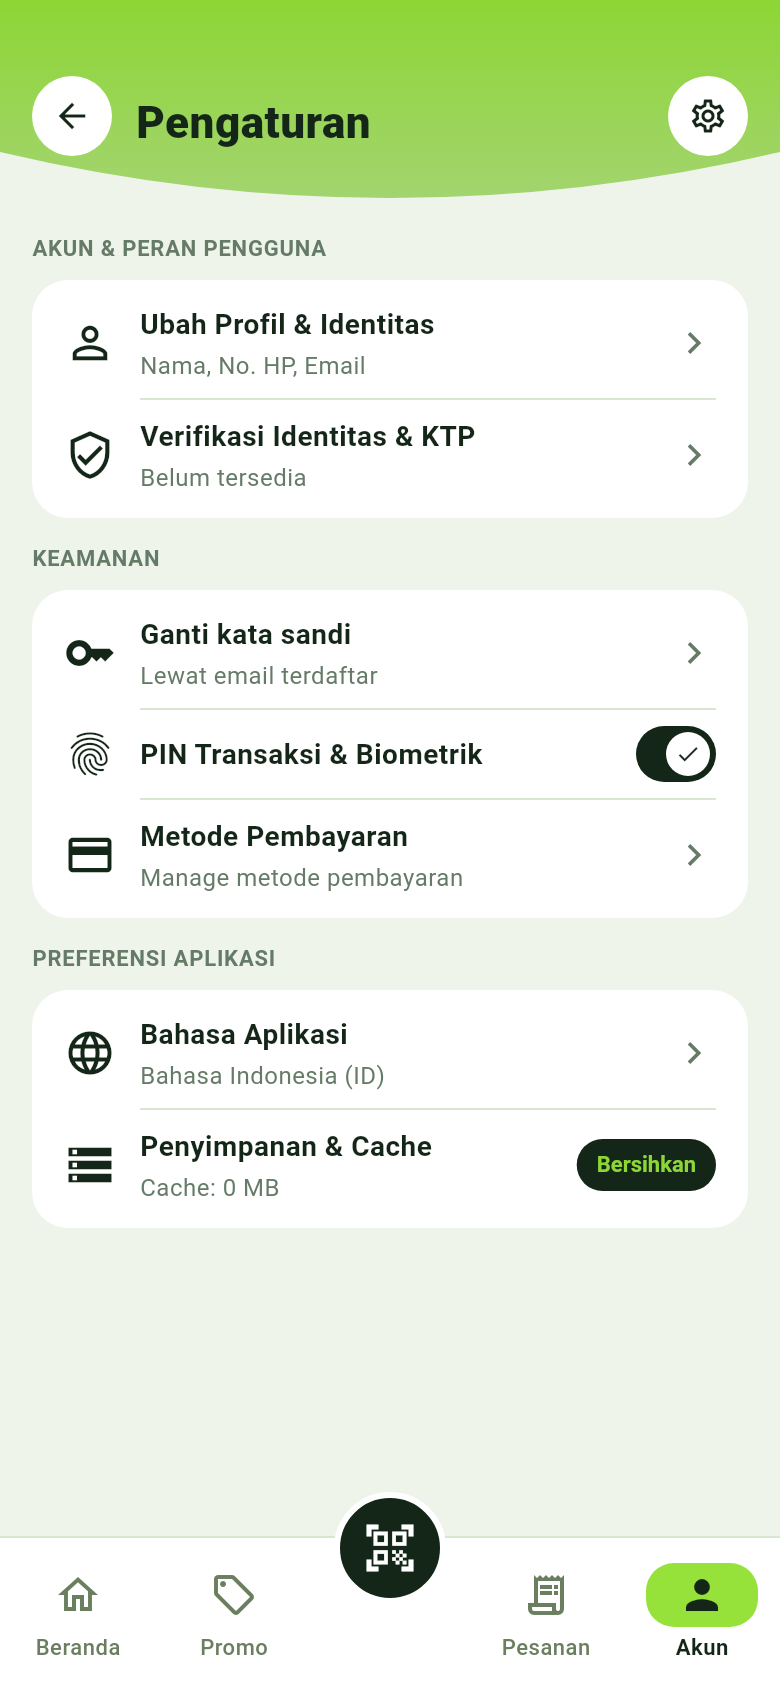 Pengaturan
AKUN & PERAN PENGGUNA
Ubah Profil & Identitas
Nama, No. HP, Email
Verifikasi Identitas & KTP
Belum tersedia
KEAMANAN
Ganti kata sandi
Lewat email terdaftar
PIN Transaksi & Biometrik
Metode Pembayaran
Manage metode pembayaran
PREFERENSI APLIKASI
Bahasa Aplikasi
Bahasa Indonesia (ID)
Penyimpanan & Cache
Cache: 0 MB
Bersihkan
Beranda
Promo
Pesanan
Akun